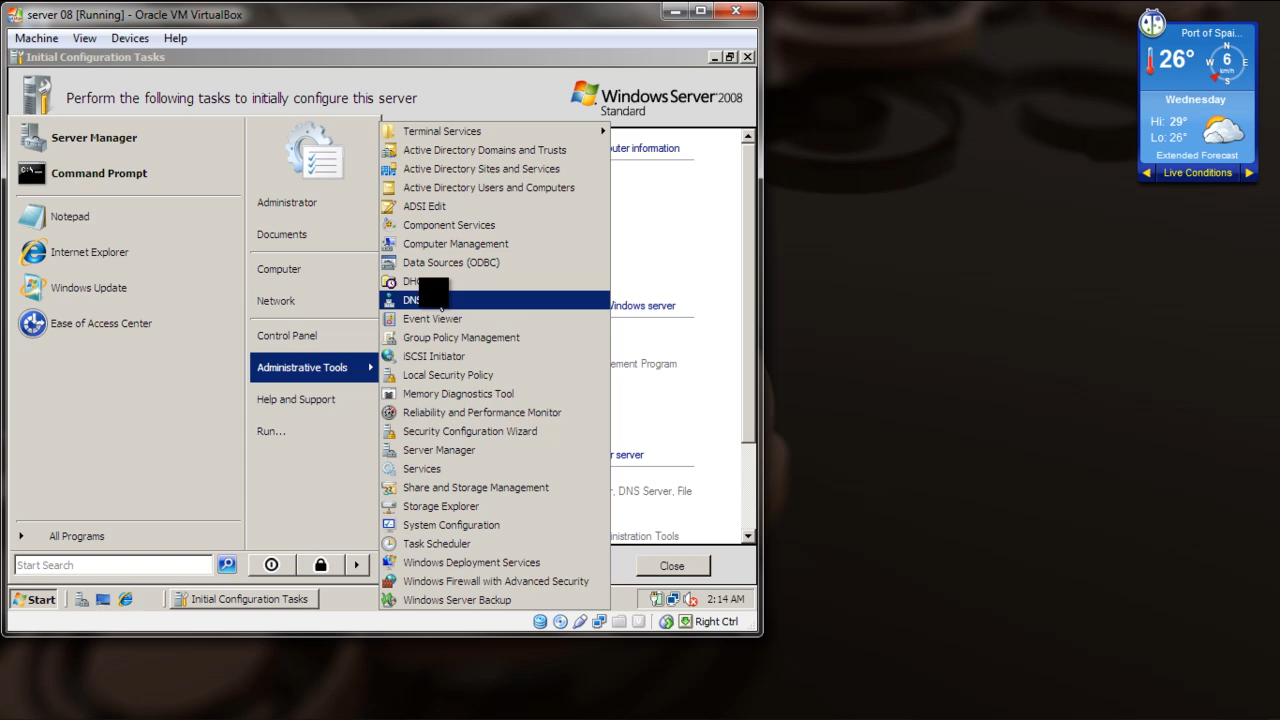 server 08 [Running] - Oracle VM VirtualBox
Machine View Devices Help
Initial Configuration Tasks
Perform the following tasks to initially configure this server
Windows Server 2008
Standard
Server Manager
Command Prompt
Notepad
Internet Explorer
Windows Update
Ease of Access Center
All Programs
Start Search
Administrator
Documents
Computer
Network
Control Panel
Administrative Tools
Help and Support
Run...
Terminal Services
Active Directory Domains and Trusts
Active Directory Sites and Services
Active Directory Users and Computers
ADSI Edit
Component Services
Computer Management
Data Sources (ODBC)
DNS
Event Viewer
Group Policy Management
iSCSI Initiator
Local Security Policy
Memory Diagnostics Tool
Reliability and Performance Monitor
Security Configuration Wizard
Server Manager
Services
Share and Storage Management
Storage Explorer
System Configuration
Task Scheduler
Windows Deployment Services
Windows Firewall with Advanced Security
Windows Server Backup
information
server
Program
server
, DNS Server, File
Tools
Close
Start
Initial Configuration Tasks
2:14 AM
Right Ctrl
Port of Spai...
26°
N
W 6 E
km/h
S
Wednesday
Hi: 29°
Lo: 26°
Extended Forecast
Live Conditions